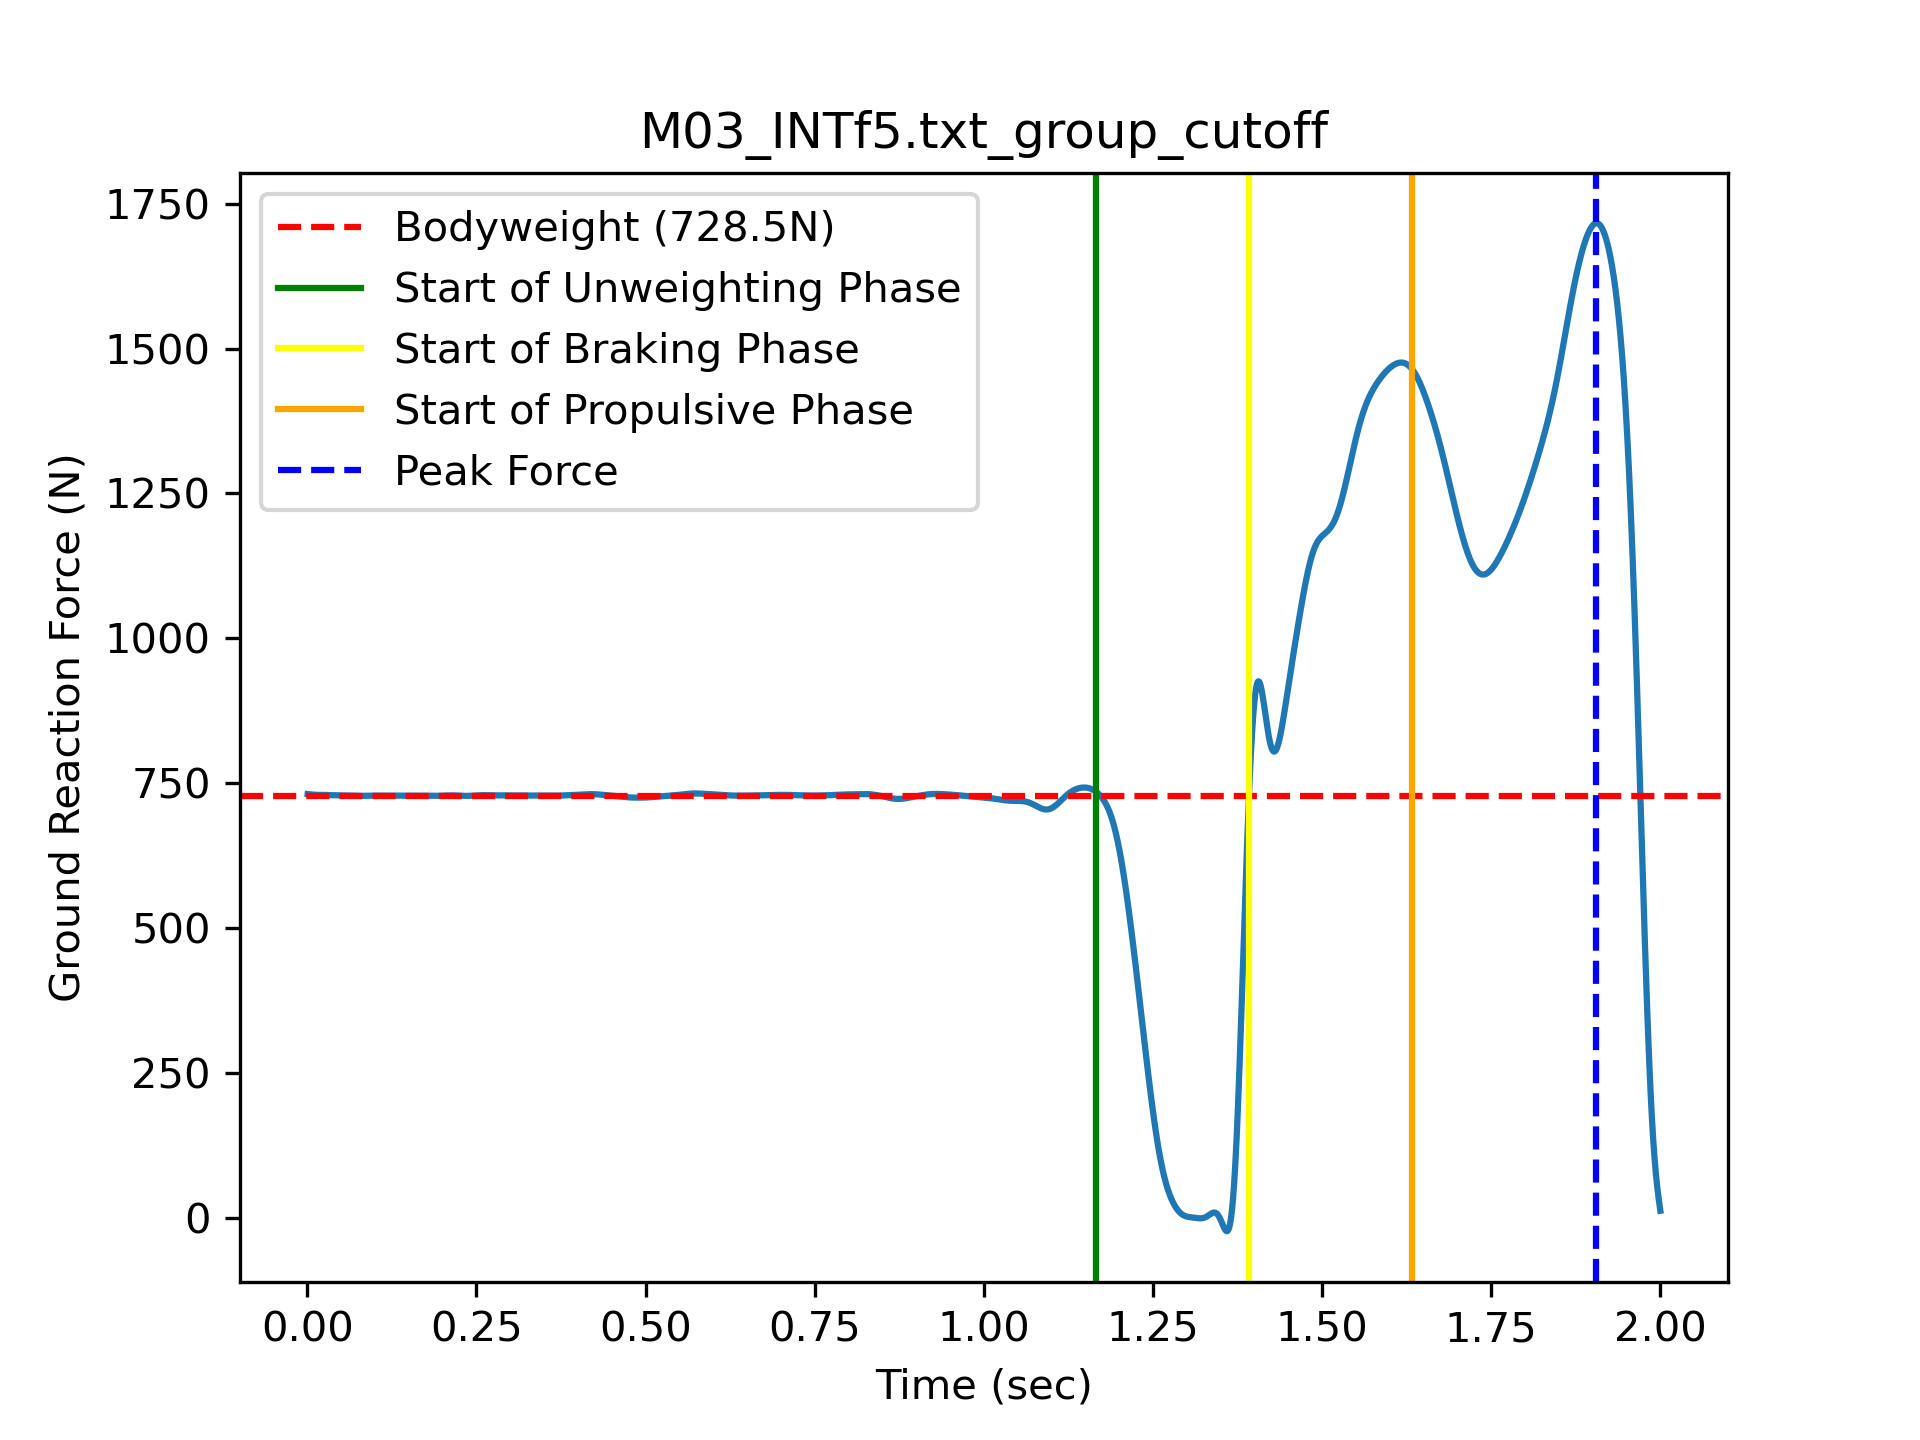 M03_INTf5.txt_group_cutoff
Bodyweight (728.5N)
Start of Unweighting Phase
Start of Braking Phase
Start of Propulsive Phase
Peak Force
Ground Reaction Force (N)
1750
1500
1250
1000
750
500
250
0
0.00 0.25 0.50 0.75 1.00 1.25 1.50 1.75 2.00
Time (sec)